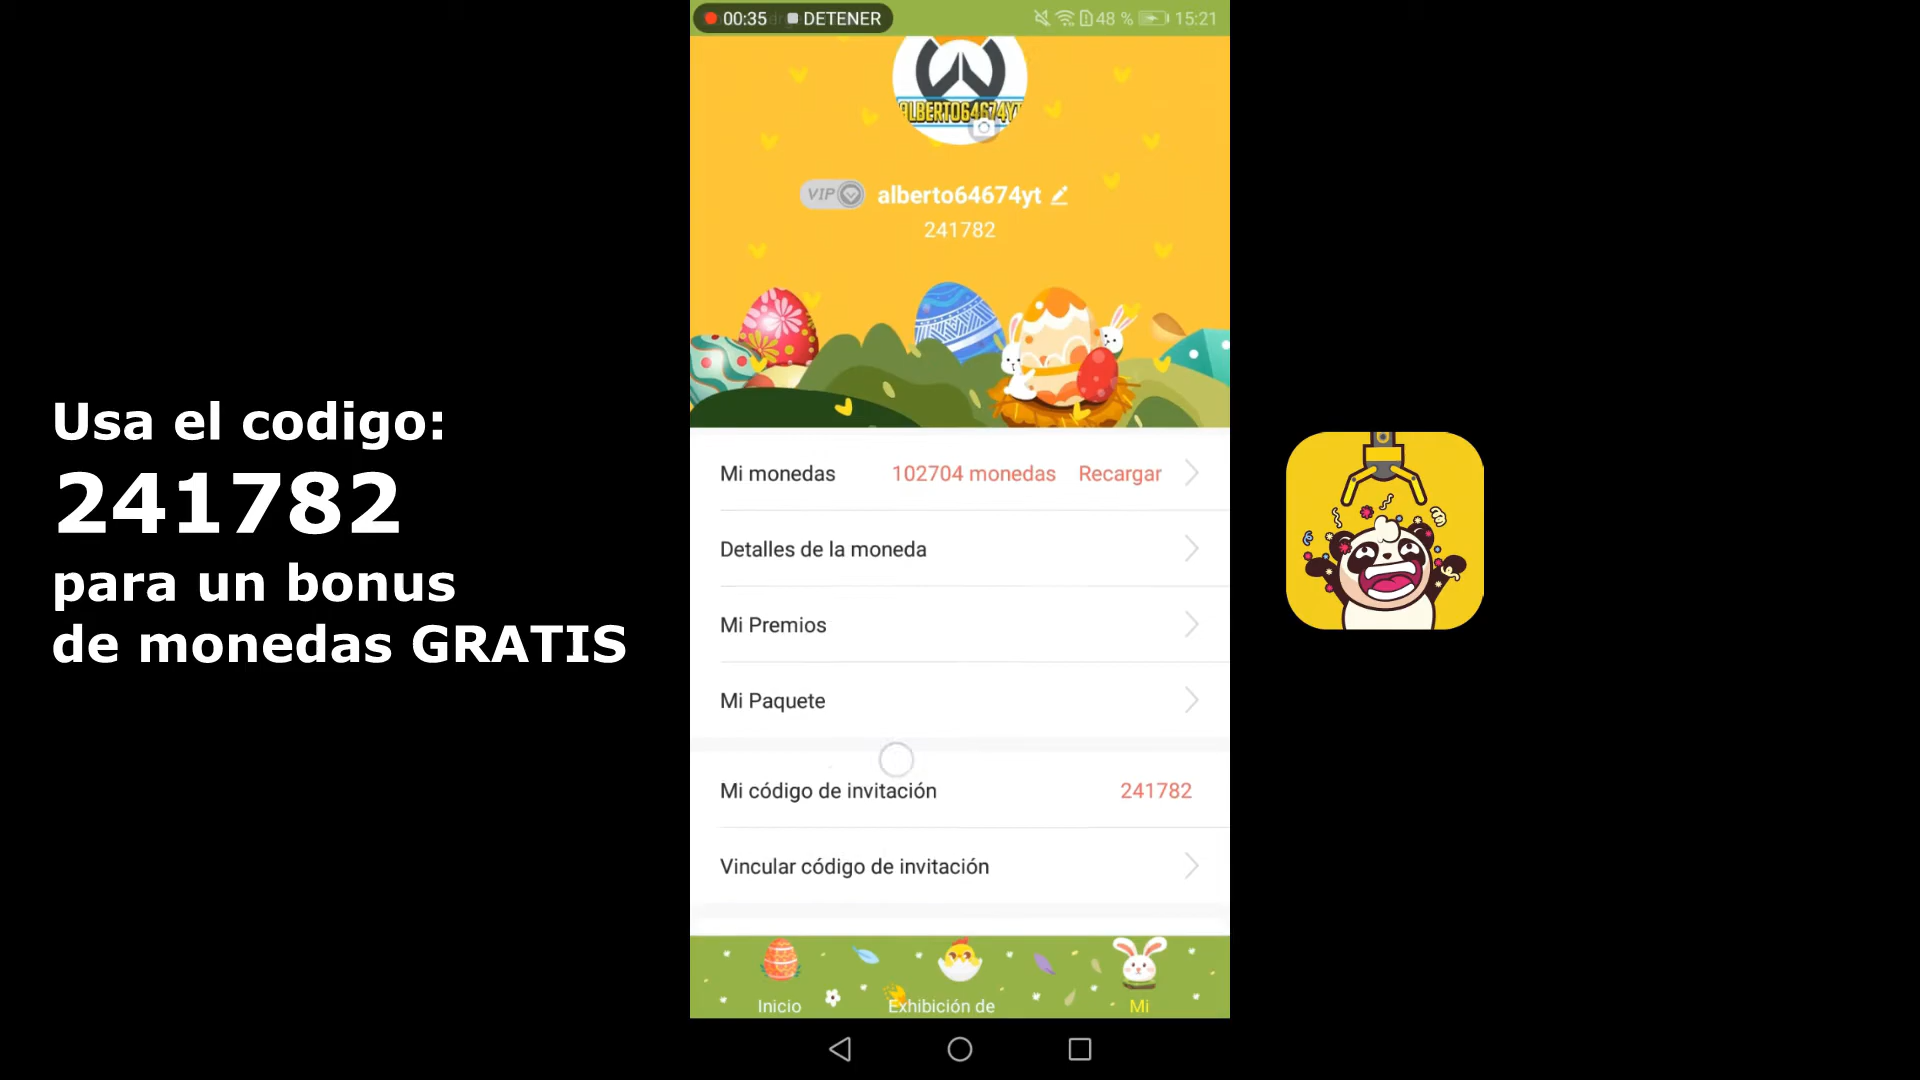 00:35 DETENER
48 % 15:21
ALBERTO64674YT
VIP alberto64674yt
241782
Mi monedas 102704 monedas Recargar
Detalles de la moneda
Mi Premios
Mi Paquete
Mi código de invitación 241782
Vincular código de invitación
Inicio Exhibición de Mi
Usa el codigo:
241782
para un bonus
de monedas GRATIS